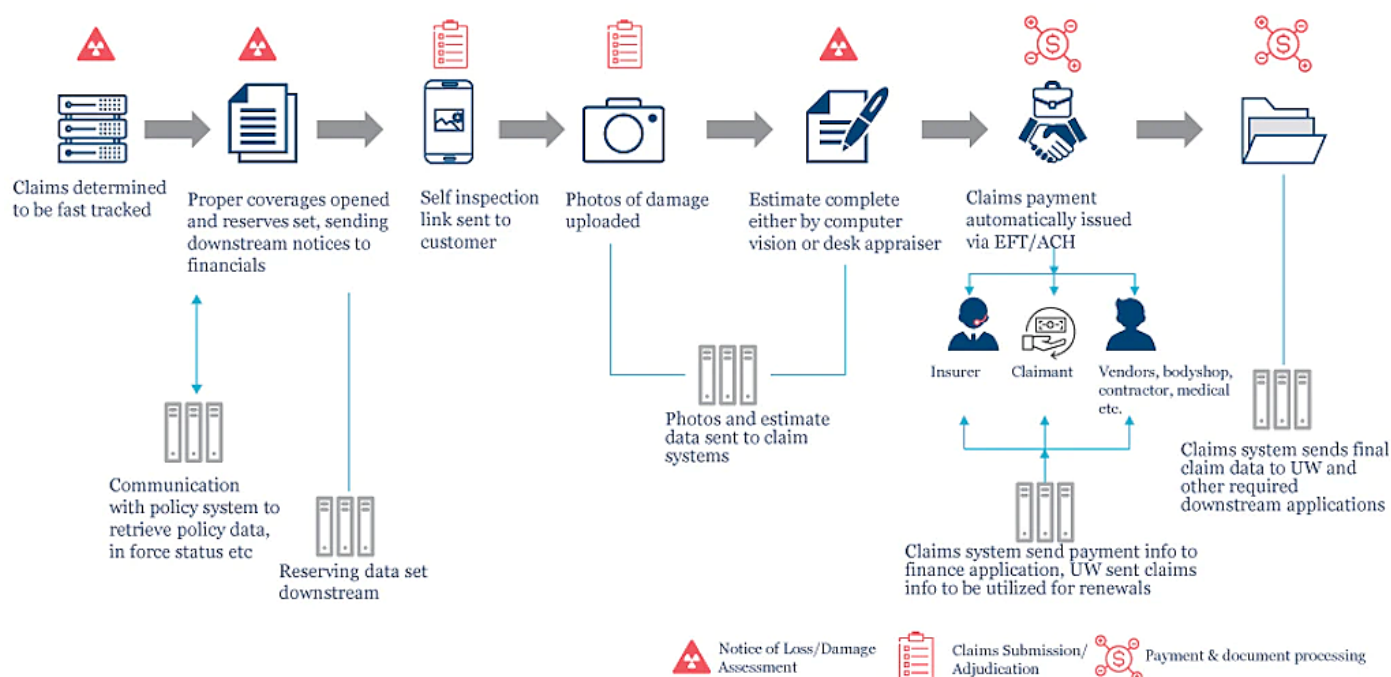 Claims determined
to be fast tracked
Proper coverages opened
and reserves set, sending
downstream notices to
financials
Self inspection
link sent to
customer
Photos of damage
uploaded
Estimate complete
either by computer
vision or desk appraiser
Claims payment
automatically issued
via EFT/ACH
Insurer
Claimant
Vendors, bodyshop,
contractor, medical
etc.
Communication
with policy system to
retrieve policy data,
in force status etc
Reserving data set
downstream
Photos and estimate
data sent to claim
systems
Claims system send payment info to
finance application, UW sent claims
info to be utilized for renewals
Claims system sends final
claim data to UW and
other required
downstream applications
Notice of Loss/Damage
Assessment
Claims Submission/
Adjudication
Payment & document processing